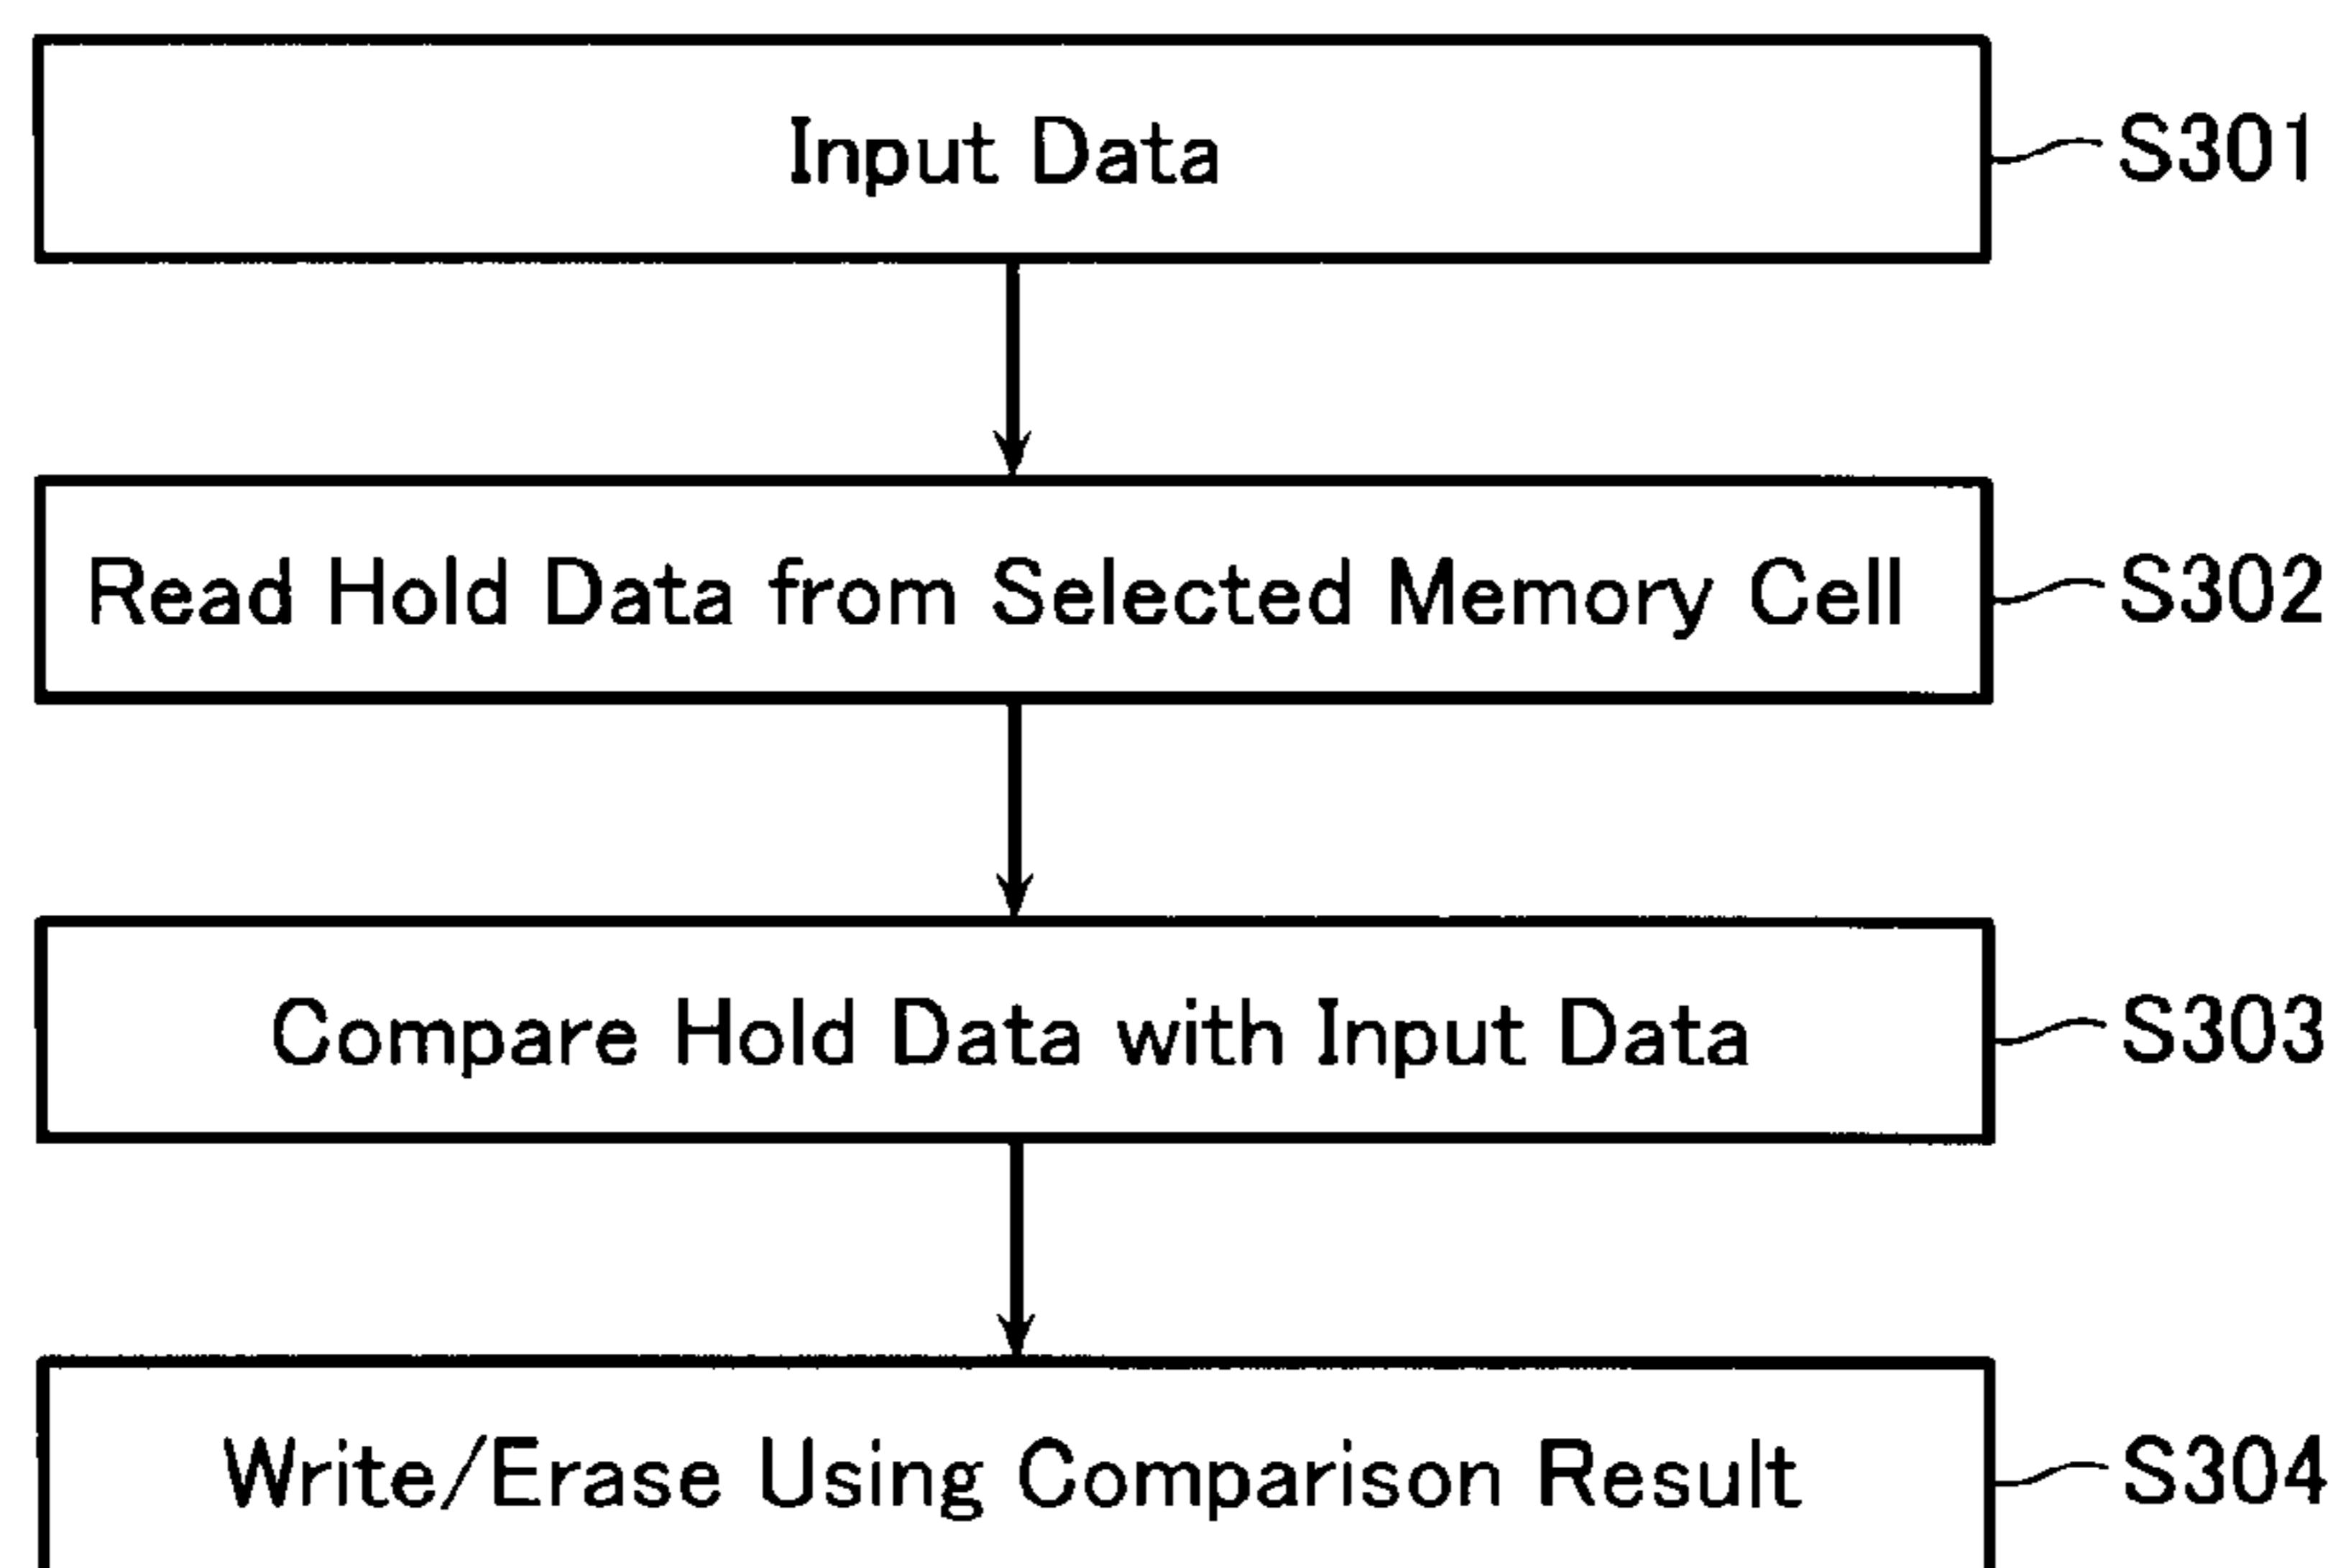 Input Data S301
Read Hold Data from Selected Memory Cell S302
Compare Hold Data with Input Data S303
Write/Erase Using Comparison Result S304